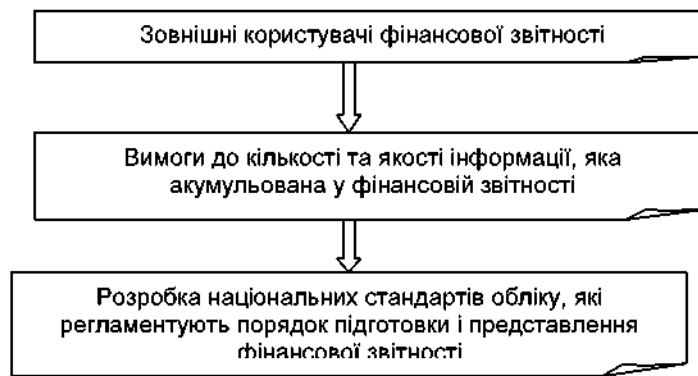 Зовнішні користувачі фінансової звітності
Вимоги до кількості та якості інформації, яка
акумульована у фінансовій звітності
Розробка національних стандартів обліку, які
регламентують порядок підготовки і представлення
фінансової звітності